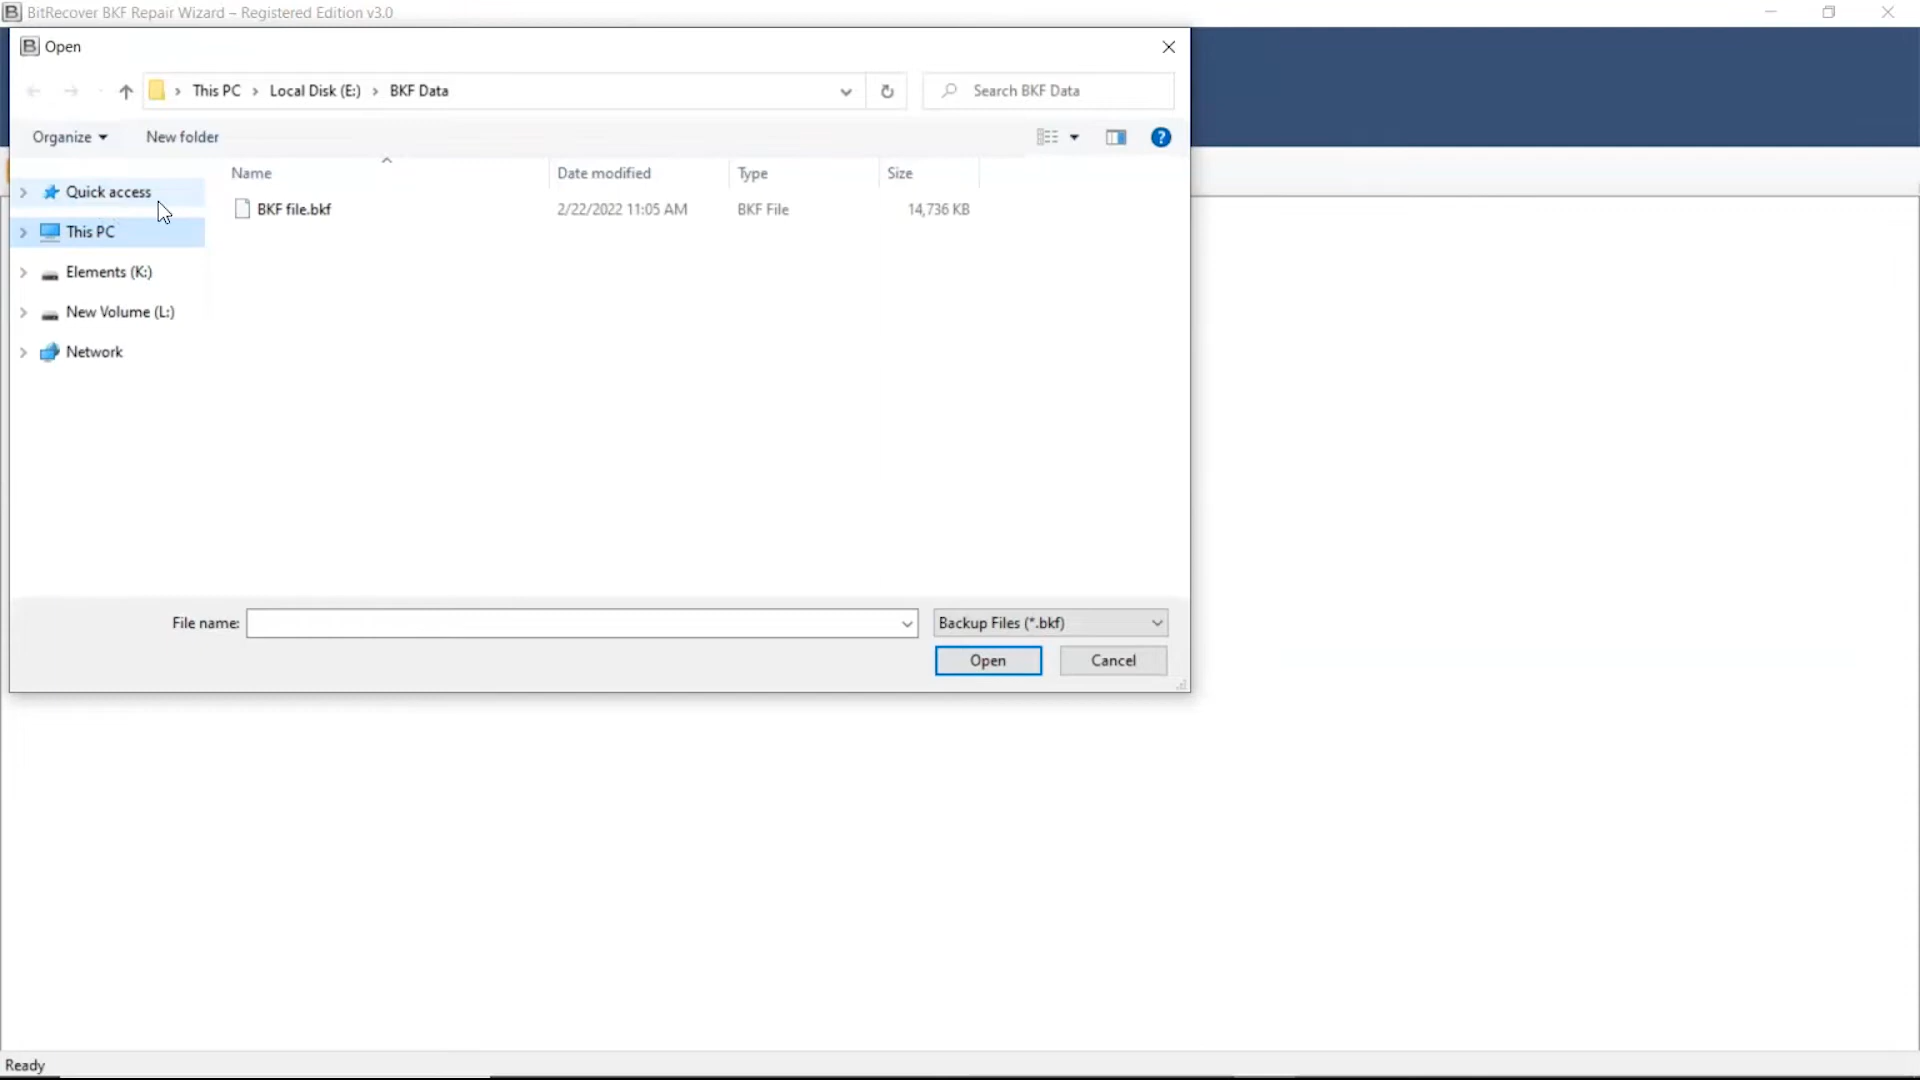 BitRecover BKF Repair Wizard – Registered Edition v3.0
Open
This PC > Local Disk (E:) > BKF Data
Search BKF Data
Organize
New folder
Name Date modified Type Size
BKF file.bkf 2/22/2022 11:05 AM BKF File 14,736 KB
Quick access
This PC
Elements (K:)
New Volume (L:)
Network
File name:
Backup Files (*.bkf)
Open
Cancel
Ready